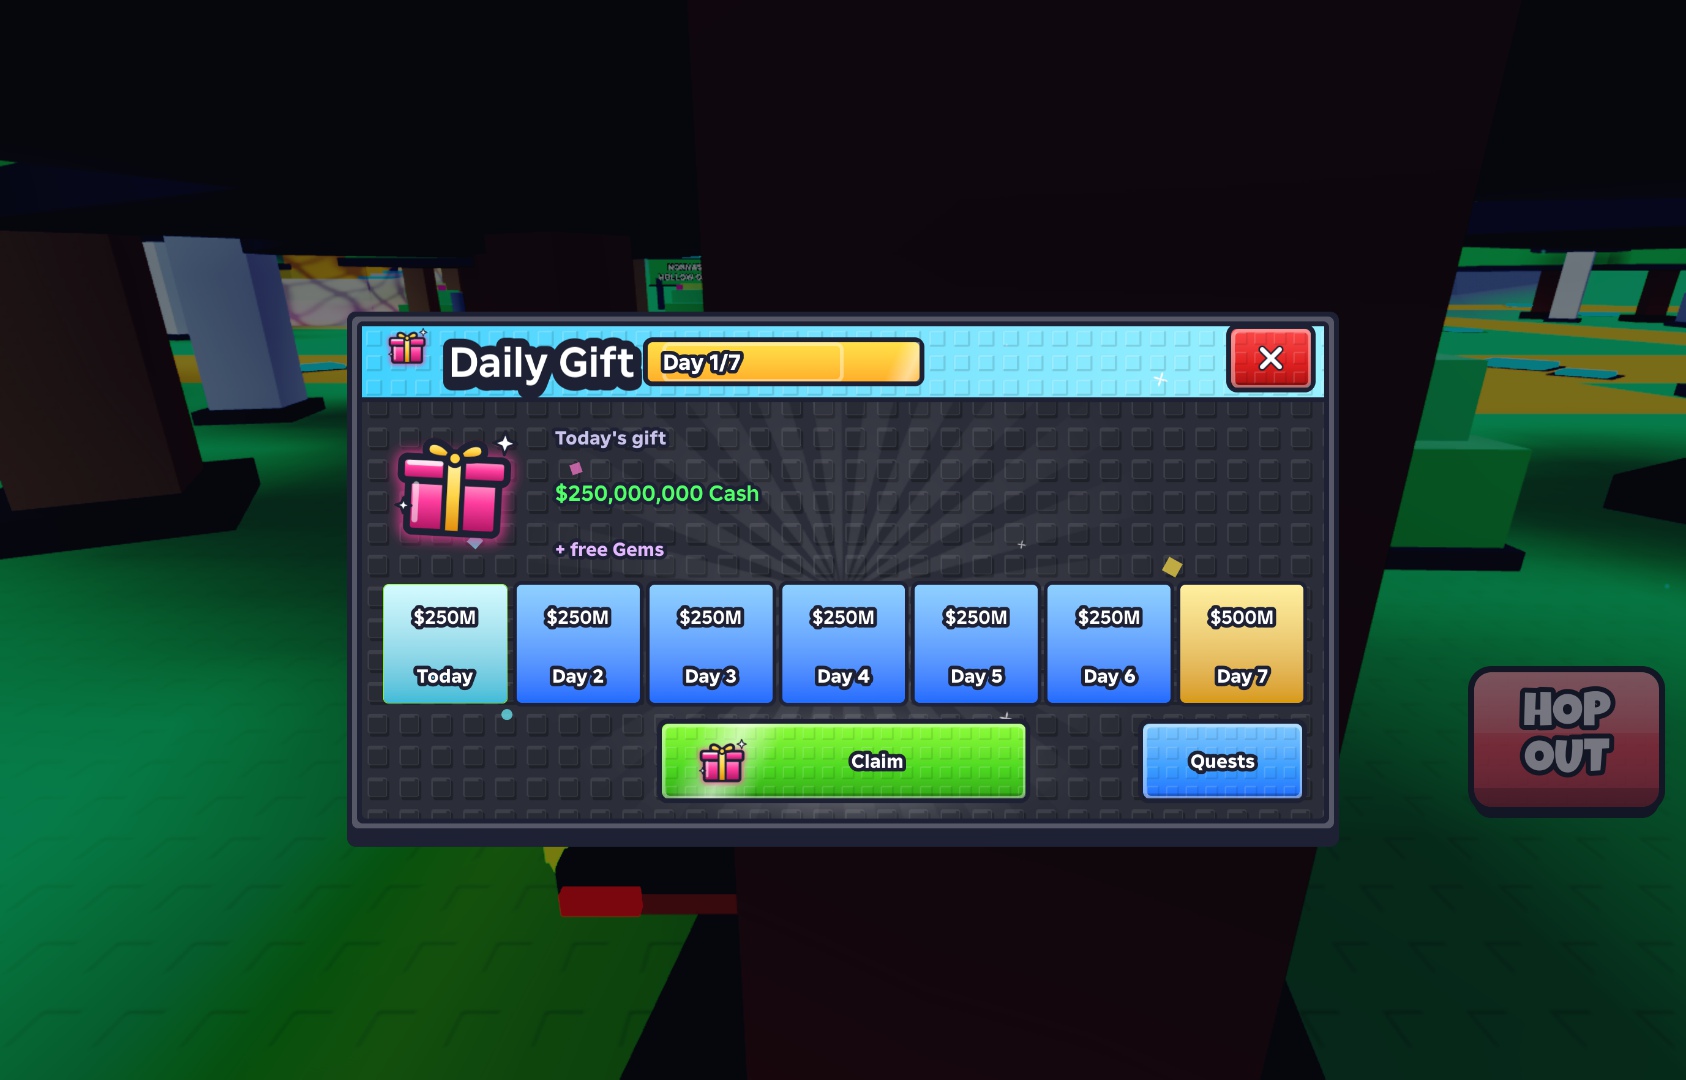 Daily Gift
Day 1/7
Today's gift
$250,000,000 Cash
+ free Gems
$250M
Today
$250M
Day 2
$250M
Day 3
$250M
Day 4
$250M
Day 5
$250M
Day 6
$500M
Day 7
Claim
Quests
HOP
OUT